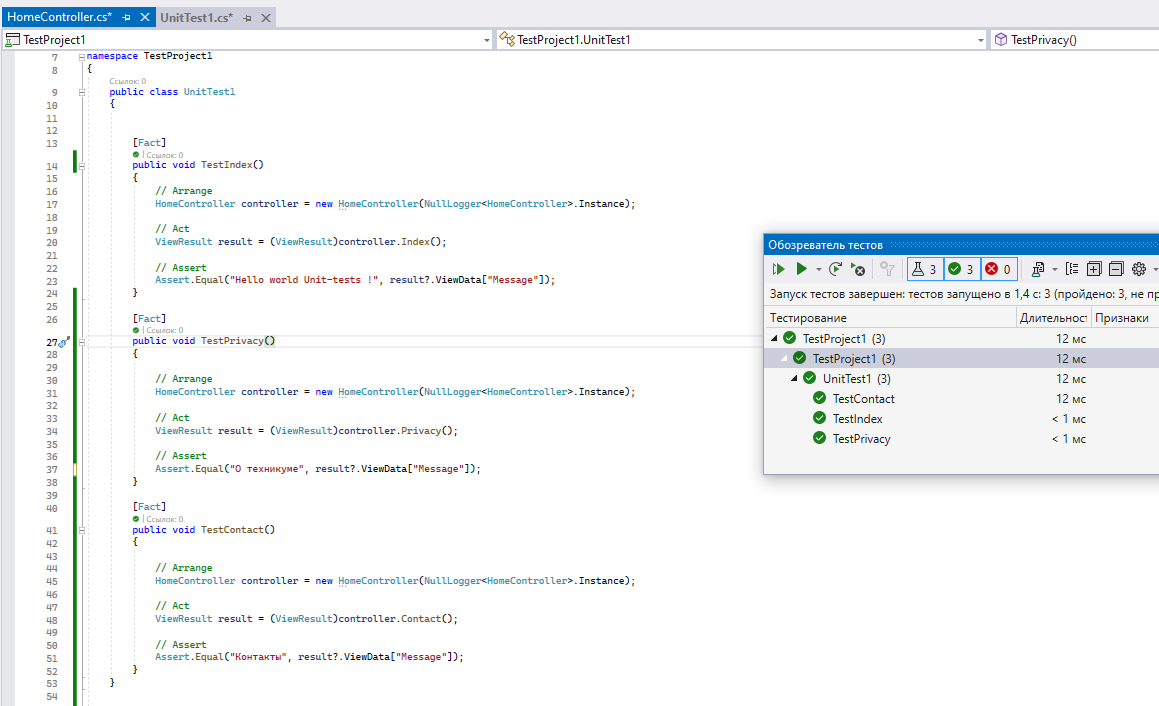 HomeController.cs*
UnitTest1.cs*
TestProject1
TestProject1.UnitTest1
TestPrivacy()
7 namespace TestProject1
8 {
Ссылок: 0
9 public class UnitTest1
10 {
11
12
13 [Fact]
| Ссылок: 0
14 public void TestIndex()
15 {
16 // Arrange
17 HomeController controller = new HomeController(NullLogger<HomeController>.Instance);
18
19 // Act
20 ViewResult result = (ViewResult)controller.Index();
21
22 // Assert
23 Assert.Equal("Hello world Unit-tests !", result?.ViewData["Message"]);
24 }
25
26 [Fact]
| Ссылок: 0
27 public void TestPrivacy()
28 {
29
30 // Arrange
31 HomeController controller = new HomeController(NullLogger<HomeController>.Instance);
32
33 // Act
34 ViewResult result = (ViewResult)controller.Privacy();
35
36 // Assert
37 Assert.Equal("О техникуме", result?.ViewData["Message"]);
38 }
39
40 [Fact]
| Ссылок: 0
41 public void TestContact()
42 {
43
44 // Arrange
45 HomeController controller = new HomeController(NullLogger<HomeController>.Instance);
46
47 // Act
48 ViewResult result = (ViewResult)controller.Contact();
49
50 // Assert
51 Assert.Equal("Контакты", result?.ViewData["Message"]);
52 }
53 }
54
Обозреватель тестов
3 3 0
Запуск тестов завершен: тестов запущено в 1,4 с: 3 (пройдено: 3, не пр
Тестирование Длительност Признаки
TestProject1 (3) 12 мс
TestProject1 (3) 12 мс
UnitTest1 (3) 12 мс
TestContact 12 мс
TestIndex < 1 мс
TestPrivacy < 1 мс